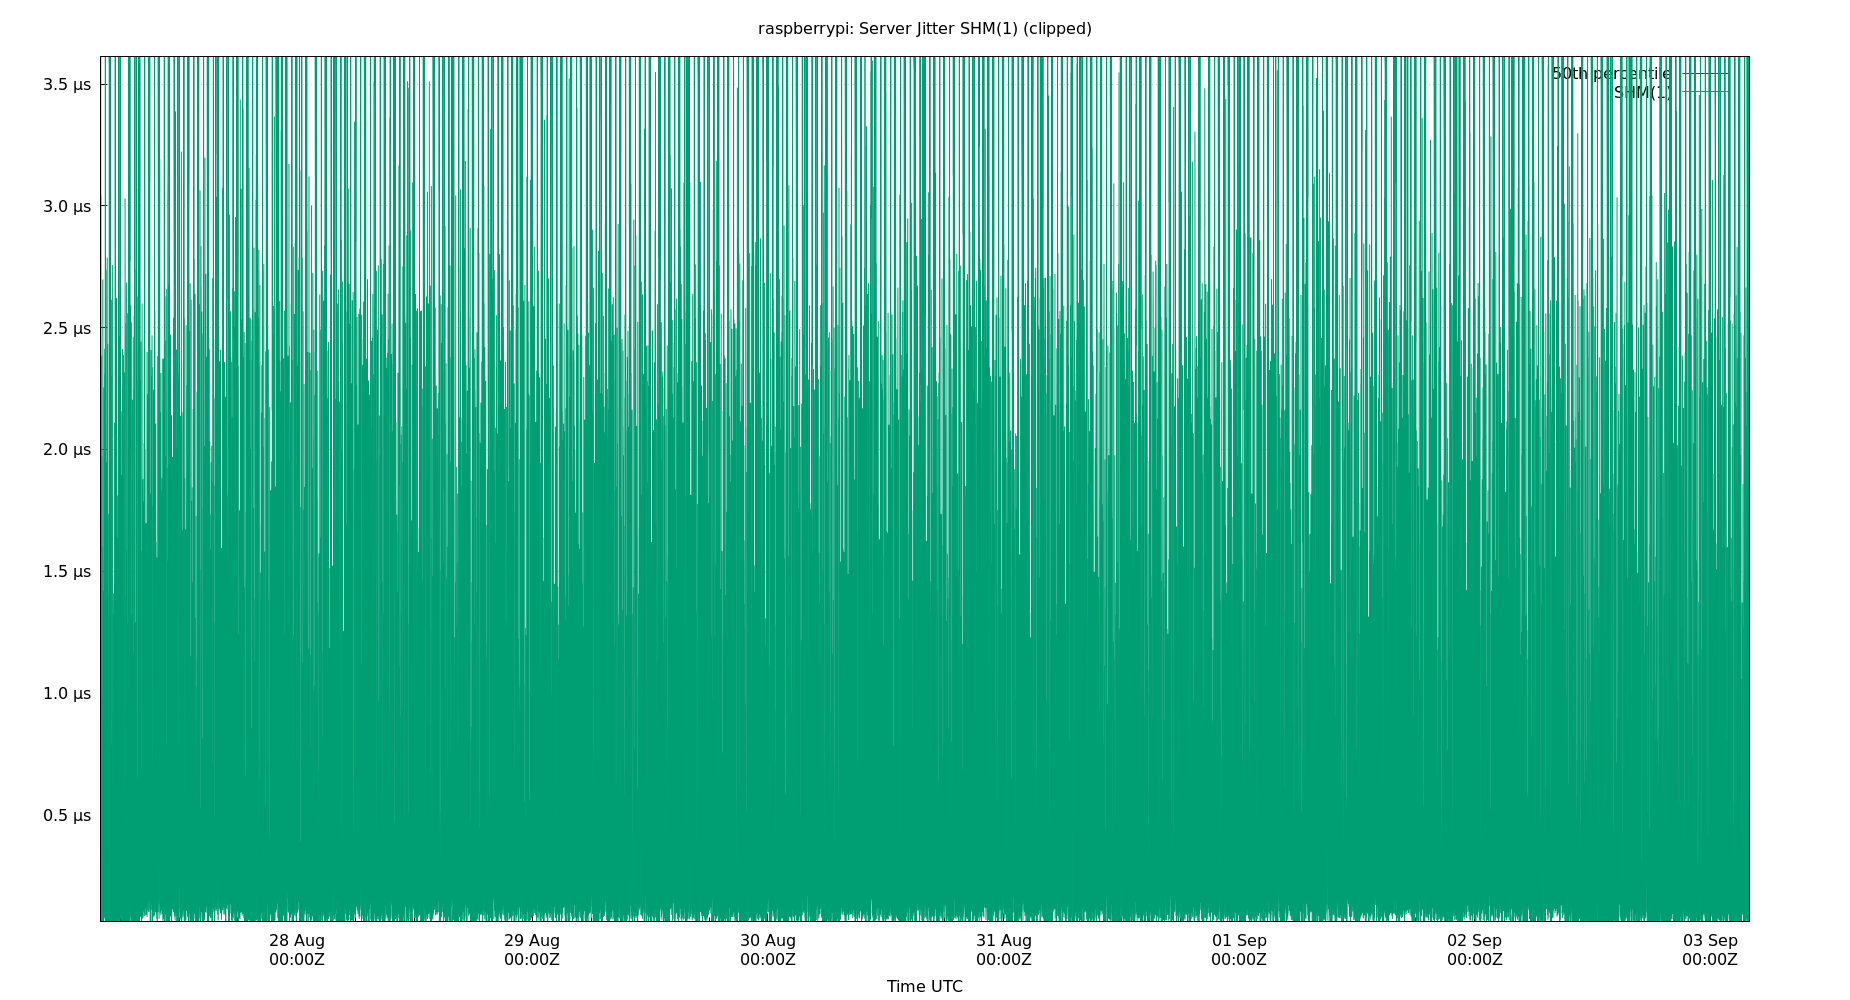 raspberrypi: Server Jitter SHM(1) (clipped)
50th percentile
SHM(1)
3.5 µs
3.0 µs
2.5 µs
2.0 µs
1.5 µs
1.0 µs
0.5 µs
28 Aug 29 Aug 30 Aug 31 Aug 01 Sep 02 Sep 03 Sep
00:00Z 00:00Z 00:00Z 00:00Z 00:00Z 00:00Z 00:00Z
Time UTC